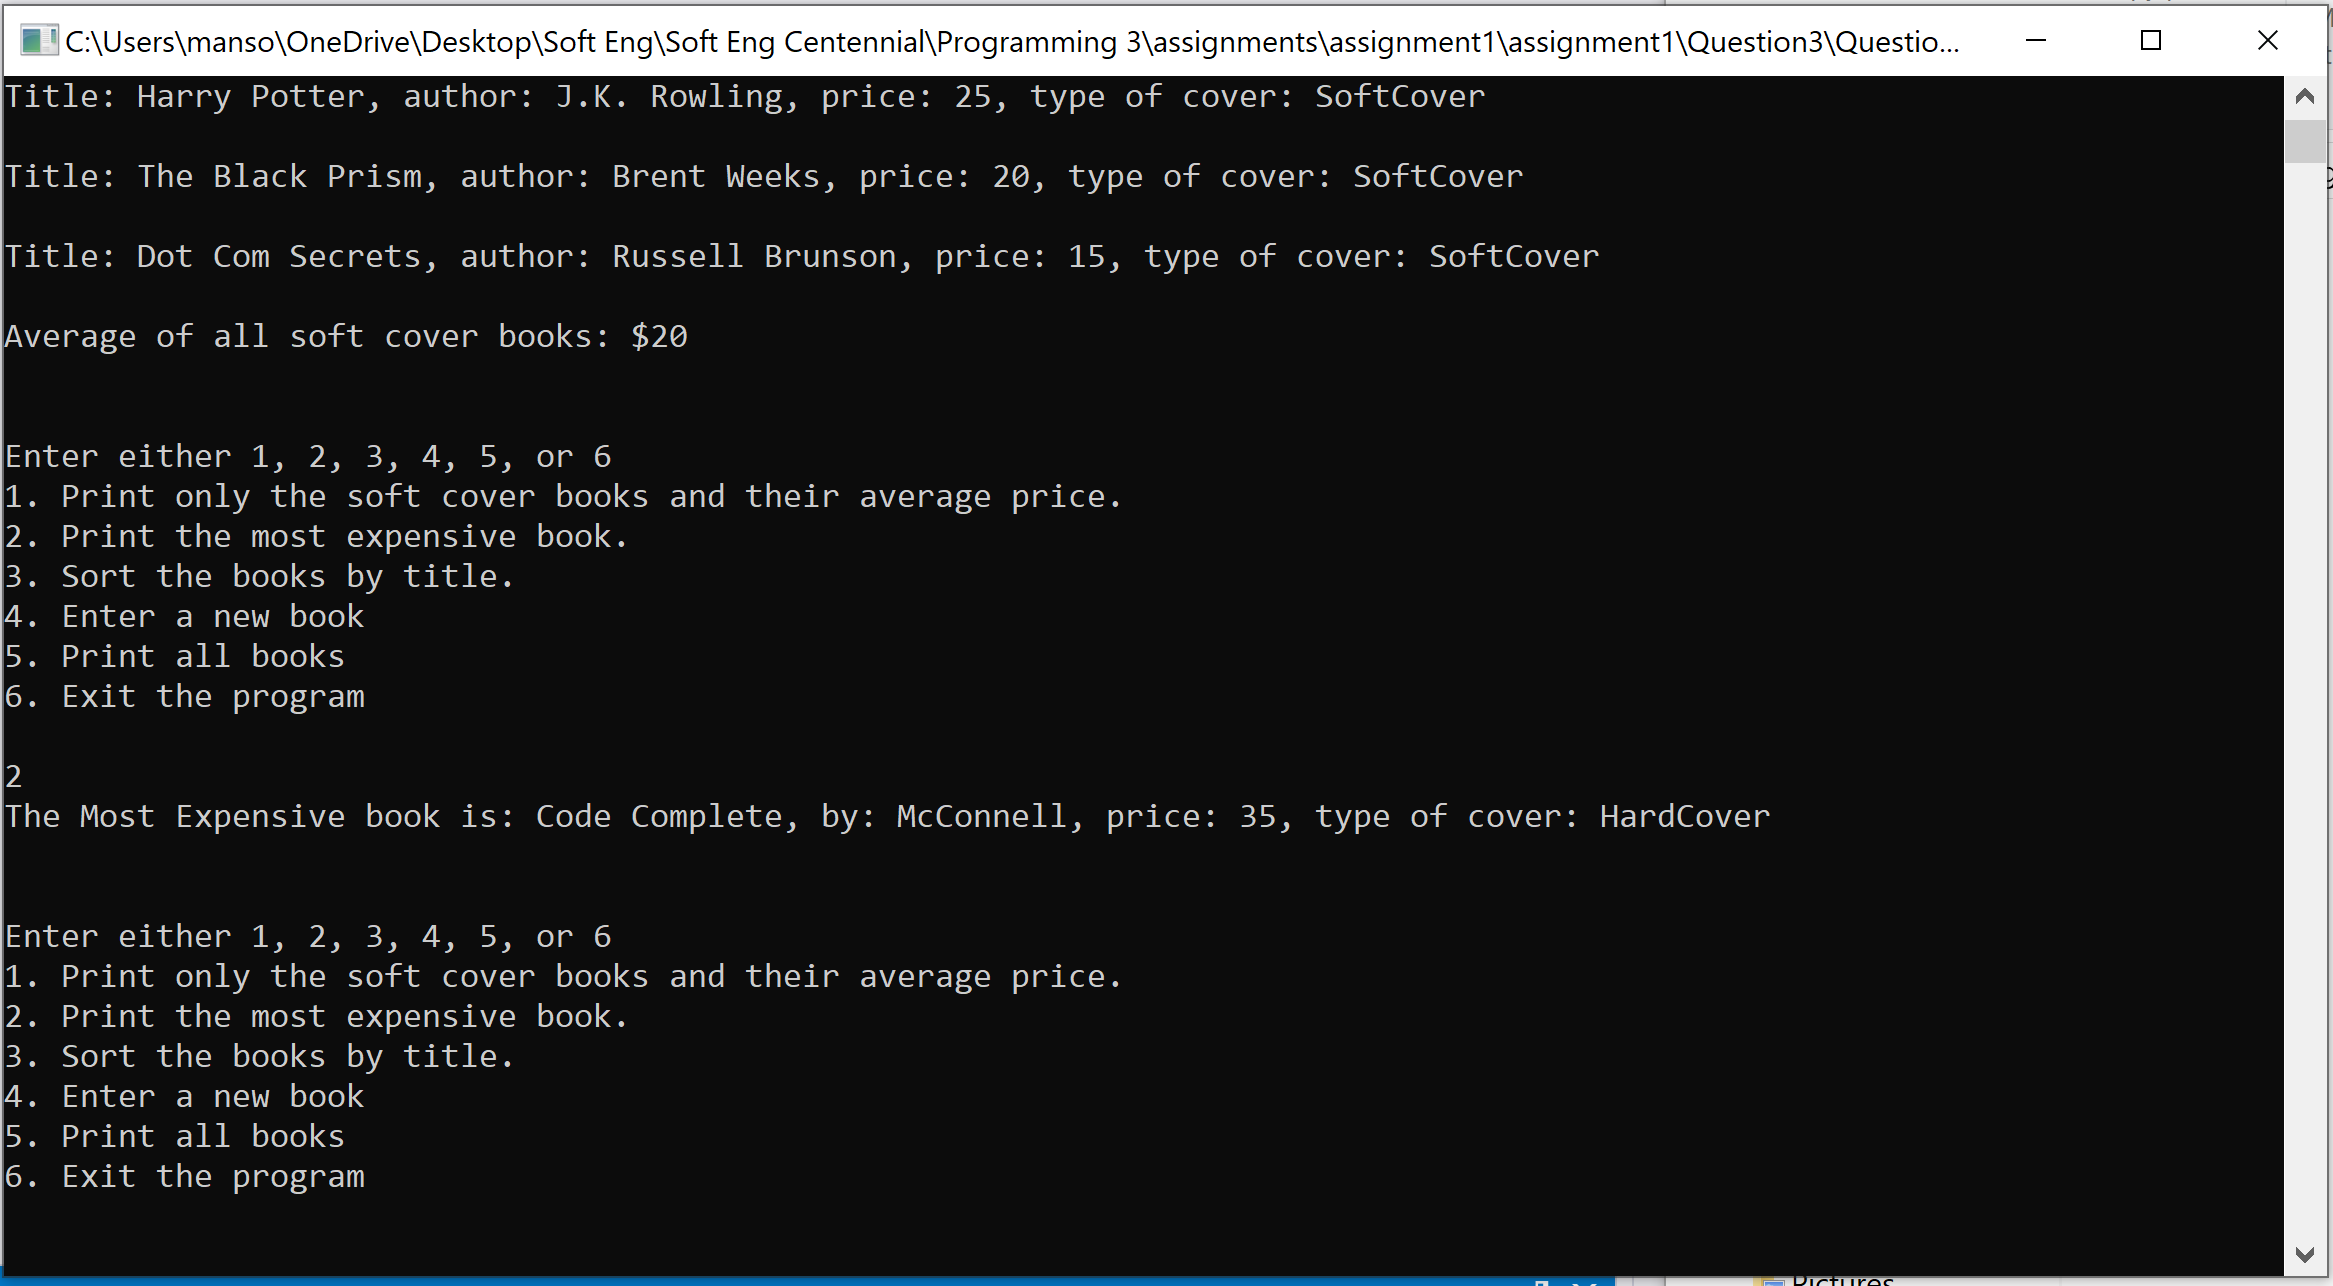 C:\Users\manso\OneDrive\Desktop\Soft Eng\Soft Eng Centennial\Programming 3\assignments\assignment1\assignment1\Question3\Questio...
Title: Harry Potter, author: J.K. Rowling, price: 25, type of cover: SoftCover
Title: The Black Prism, author: Brent Weeks, price: 20, type of cover: SoftCover
Title: Dot Com Secrets, author: Russell Brunson, price: 15, type of cover: SoftCover
Average of all soft cover books: $20
Enter either 1, 2, 3, 4, 5, or 6
1. Print only the soft cover books and their average price.
2. Print the most expensive book.
3. Sort the books by title.
4. Enter a new book
5. Print all books
6. Exit the program
2
The Most Expensive book is: Code Complete, by: McConnell, price: 35, type of cover: HardCover
Enter either 1, 2, 3, 4, 5, or 6
1. Print only the soft cover books and their average price.
2. Print the most expensive book.
3. Sort the books by title.
4. Enter a new book
5. Print all books
6. Exit the program
Pictures